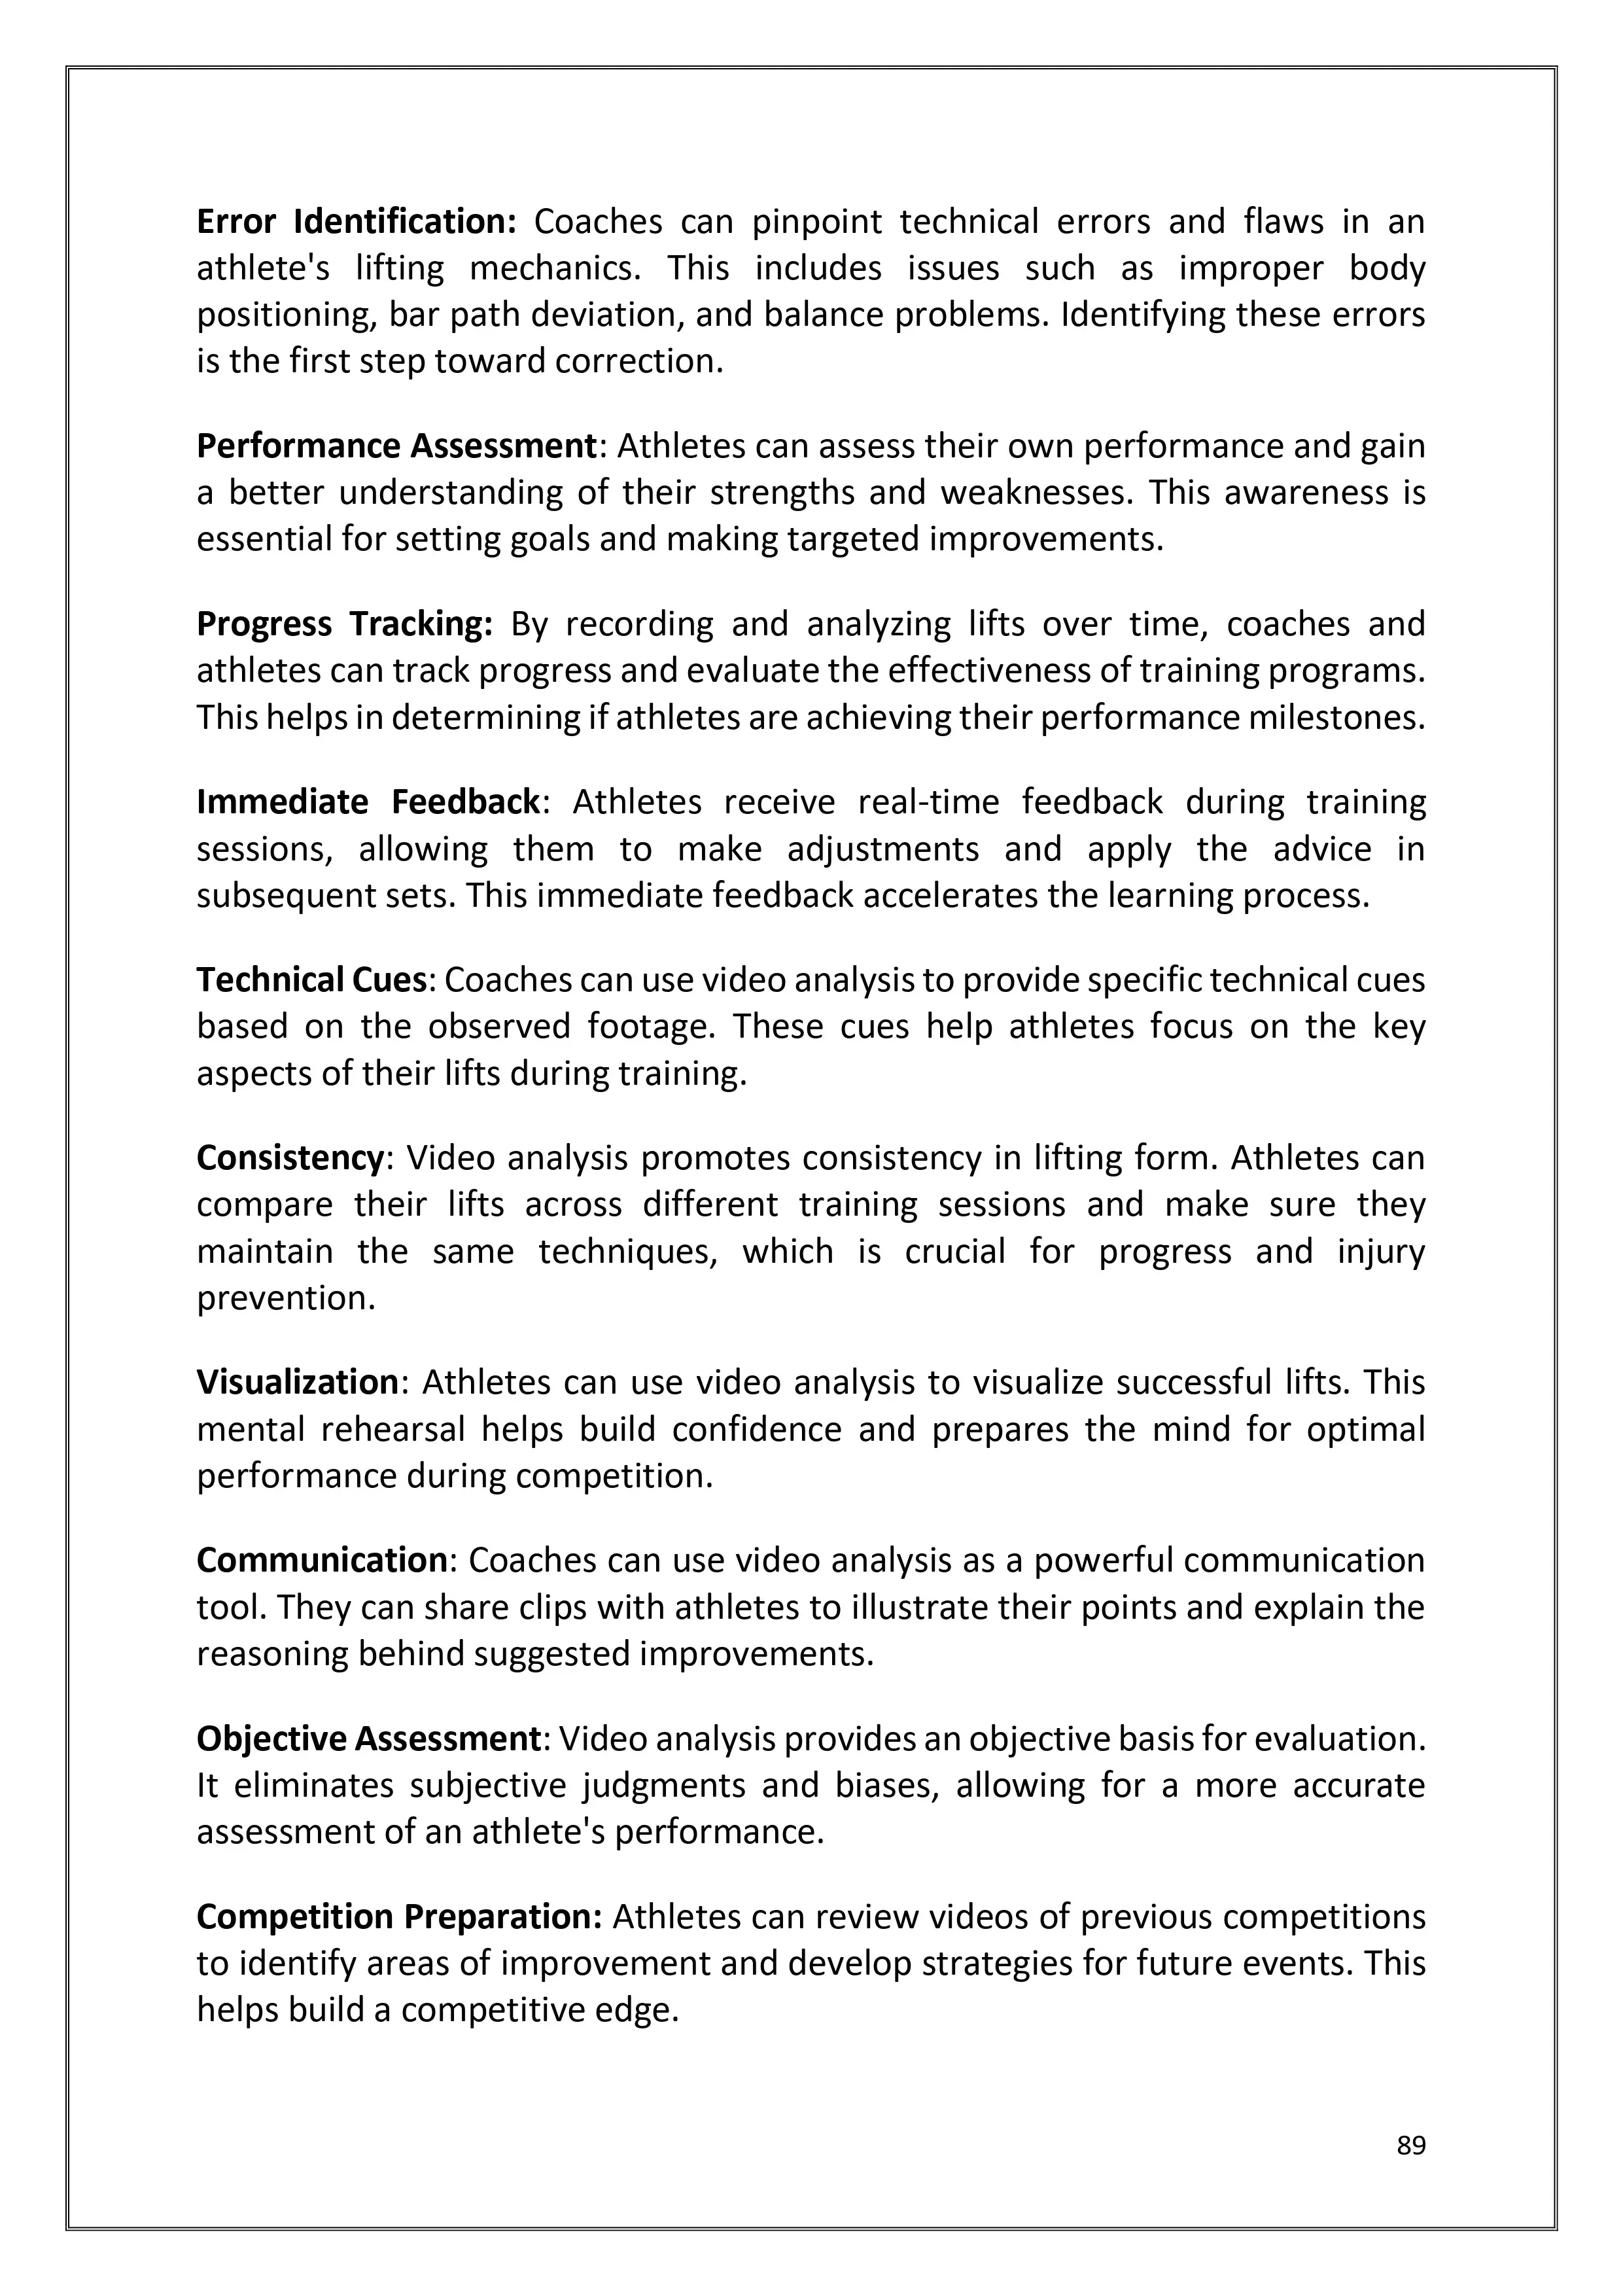 Error Identification: Coaches can pinpoint technical errors and flaws in an
athlete's lifting mechanics. This includes issues such as improper body
positioning, bar path deviation, and balance problems. Identifying these errors
is the first step toward correction.
Performance Assessment: Athletes can assess their own performance and gain
a better understanding of their strengths and weaknesses. This awareness is
essential for setting goals and making targeted improvements.
Progress Tracking: By recording and analyzing lifts over time, coaches and
athletes can track progress and evaluate the effectiveness of training programs.
This helps in determining if athletes are achieving their performance milestones.
Immediate Feedback: Athletes receive real-time feedback during training
sessions, allowing them to make adjustments and apply the advice in
subsequent sets. This immediate feedback accelerates the learning process.
Technical Cues: Coaches can use video analysis to provide specific technical cues
based on the observed footage. These cues help athletes focus on the key
aspects of their lifts during training.
Consistency: Video analysis promotes consistency in lifting form. Athletes can
compare their lifts across different training sessions and make sure they
maintain the same techniques, which is crucial for progress and injury
prevention.
Visualization: Athletes can use video analysis to visualize successful lifts. This
mental rehearsal helps build confidence and prepares the mind for optimal
performance during competition.
Communication: Coaches can use video analysis as a powerful communication
tool. They can share clips with athletes to illustrate their points and explain the
reasoning behind suggested improvements.
Objective Assessment: Video analysis provides an objective basis for evaluation.
It eliminates subjective judgments and biases, allowing for a more accurate
assessment of an athlete's performance.
Competition Preparation: Athletes can review videos of previous competitions
to identify areas of improvement and develop strategies for future events. This
helps build a competitive edge.
89